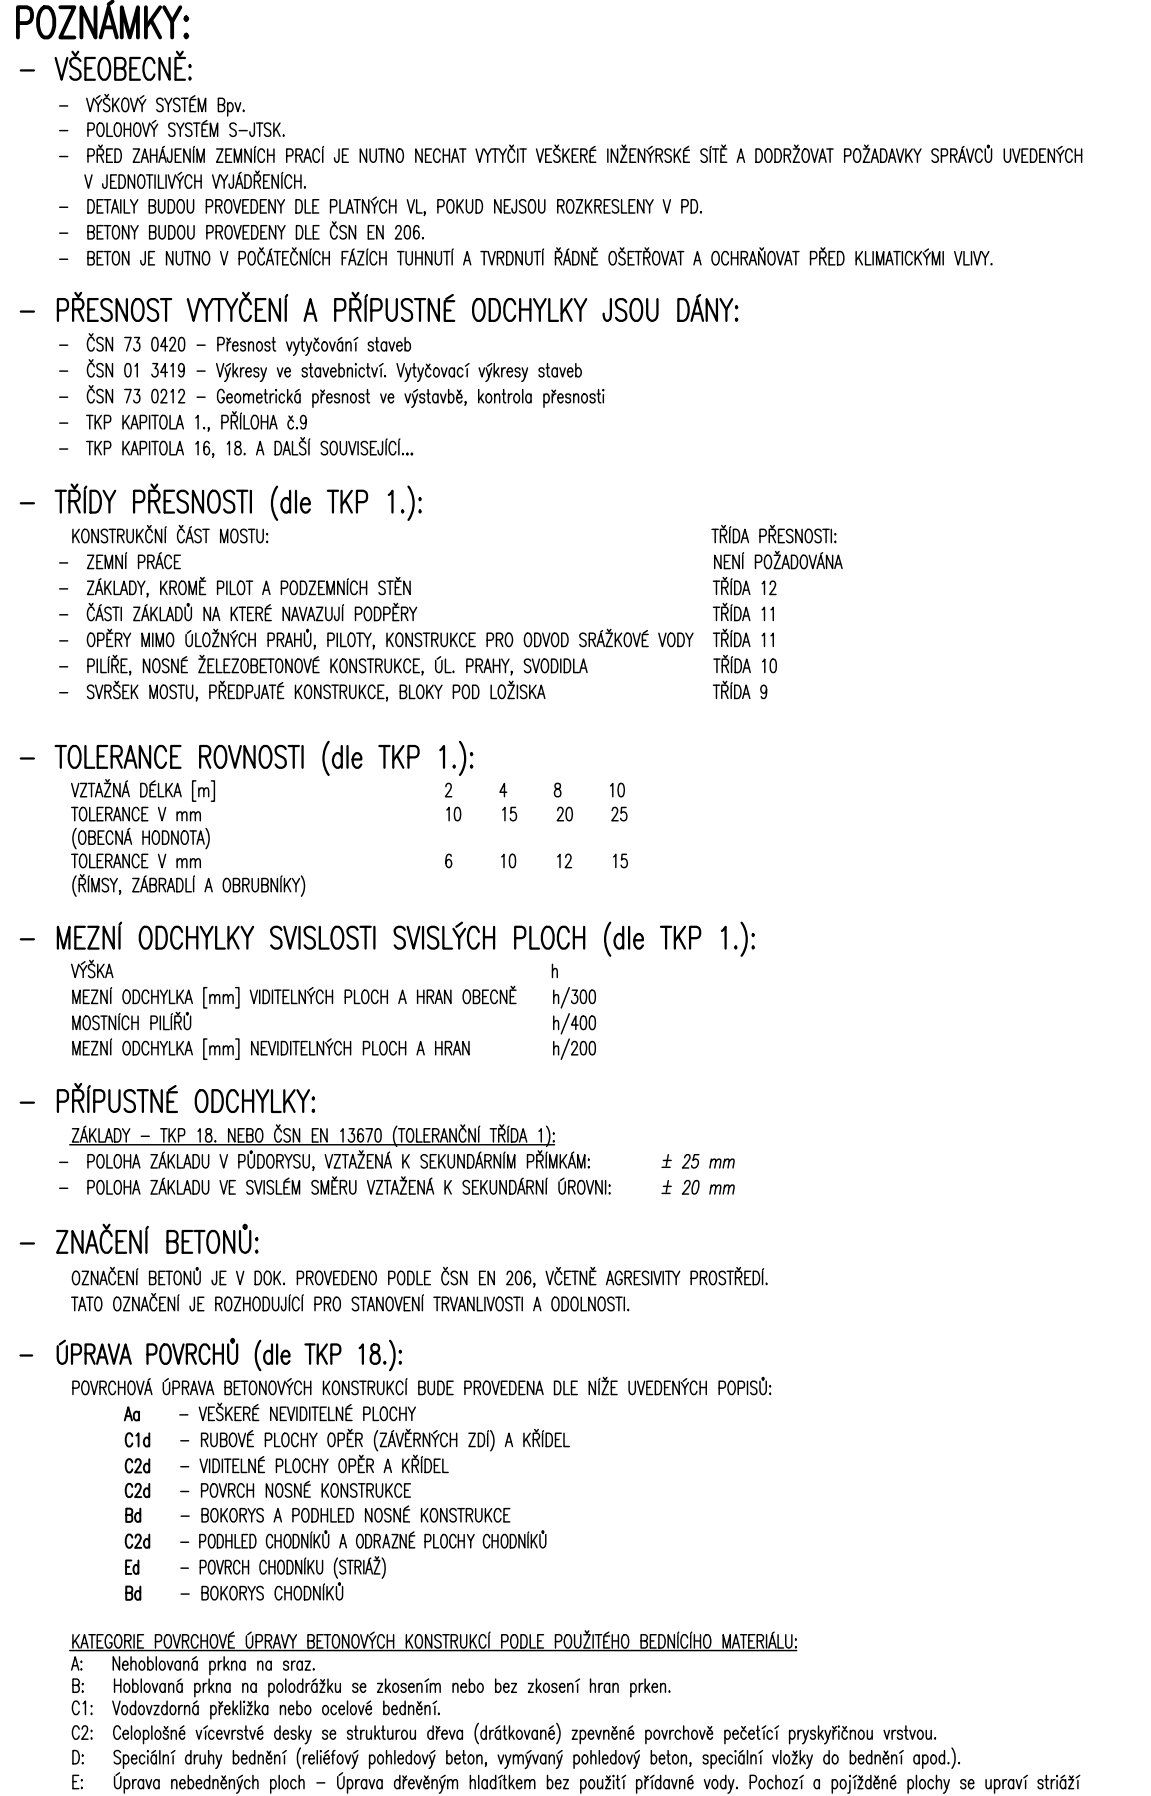 POZNÁMKY:
– VŠEOBECNĚ:
– VÝŠKOVÝ SYSTÉM Bpv.
– POLOHOVÝ SYSTÉM S–JTSK.
– PŘED ZAHÁJENÍM ZEMNÍCH PRACÍ JE NUTNO NECHAT VYTYČIT VEŠKERÉ INŽENÝRSKÉ SÍTĚ A DODRŽOVAT POŽADAVKY SPRÁVCŮ UVEDENÝCH
V JEDNOTILIVÝCH VYJÁDŘENÍCH.
– DETAILY BUDOU PROVEDENY DLE PLATNÝCH VL, POKUD NEJSOU ROZKRESLENY V PD.
– BETONY BUDOU PROVEDENY DLE ČSN EN 206.
– BETON JE NUTNO V POČÁTEČNÍCH FÁZÍCH TUHNUTÍ A TVRDNUTÍ ŘÁDNĚ OŠETŘOVAT A OCHRAŇOVAT PŘED KLIMATICKÝMI VLIVY.
– PŘESNOST VYTYČENÍ A PŘÍPUSTNÉ ODCHYLKY JSOU DÁNY:
– ČSN 73 0420 – Přesnost vytyčování staveb
– ČSN 01 3419 – Výkresy ve stavebnictví. Vytyčovací výkresy staveb
– ČSN 73 0212 – Geometrická přesnost ve výstavbě, kontrola přesnosti
– TKP KAPITOLA 1., PŘÍLOHA č.9
– TKP KAPITOLA 16, 18. A DALŠÍ SOUVISEJÍCÍ...
– TŘÍDY PŘESNOSTI (dle TKP 1.):
KONSTRUKČNÍ ČÁST MOSTU: TŘÍDA PŘESNOSTI:
– ZEMNÍ PRÁCE NENÍ POŽADOVÁNA
– ZÁKLADY, KROMĚ PILOT A PODZEMNÍCH STĚN TŘÍDA 12
– ČÁSTI ZÁKLADŮ NA KTERÉ NAVAZUJÍ PODPĚRY TŘÍDA 11
– OPĚRY MIMO ÚLOŽNÝCH PRAHŮ, PILOTY, KONSTRUKCE PRO ODVOD SRÁŽKOVÉ VODY TŘÍDA 11
– PILÍŘE, NOSNÉ ŽELEZOBETONOVÉ KONSTRUKCE, ÚL. PRAHY, SVODIDLA TŘÍDA 10
– SVRŠEK MOSTU, PŘEDPJATÉ KONSTRUKCE, BLOKY POD LOŽISKA TŘÍDA 9
– TOLERANCE ROVNOSTI (dle TKP 1.):
VZTAŽNÁ DÉLKA [m] 2 4 8 10
TOLERANCE V mm 10 15 20 25
(OBECNÁ HODNOTA)
TOLERANCE V mm 6 10 12 15
(ŘÍMSY, ZÁBRADLÍ A OBRUBNÍKY)
– MEZNÍ ODCHYLKY SVISLOSTI SVISLÝCH PLOCH (dle TKP 1.):
VÝŠKA h
MEZNÍ ODCHYLKA [mm] VIDITELNÝCH PLOCH A HRAN OBECNĚ h/300
MOSTNÍCH PILÍŘŮ h/400
MEZNÍ ODCHYLKA [mm] NEVIDITELNÝCH PLOCH A HRAN h/200
– PŘÍPUSTNÉ ODCHYLKY:
ZÁKLADY – TKP 18. NEBO ČSN EN 13670 (TOLERANČNÍ TŘÍDA 1):
– POLOHA ZÁKLADU V PŮDORYSU, VZTAŽENÁ K SEKUNDÁRNÍM PŘÍMKÁM: ± 25 mm
– POLOHA ZÁKLADU VE SVISLÉM SMĚRU VZTAŽENÁ K SEKUNDÁRNÍ ÚROVNI: ± 20 mm
– ZNAČENÍ BETONŮ:
OZNAČENÍ BETONŮ JE V DOK. PROVEDENO PODLE ČSN EN 206, VČETNĚ AGRESIVITY PROSTŘEDÍ.
TATO OZNAČENÍ JE ROZHODUJÍCÍ PRO STANOVENÍ TRVANLIVOSTI A ODOLNOSTI.
– ÚPRAVA POVRCHŮ (dle TKP 18.):
POVRCHOVÁ ÚPRAVA BETONOVÝCH KONSTRUKCÍ BUDE PROVEDENA DLE NÍŽE UVEDENÝCH POPISŮ:
Aa – VEŠKERÉ NEVIDITELNÉ PLOCHY
C1d – RUBOVÉ PLOCHY OPĚR (ZÁVĚRNÝCH ZDÍ) A KŘÍDEL
C2d – VIDITELNÉ PLOCHY OPĚR A KŘÍDEL
C2d – POVRCH NOSNÉ KONSTRUKCE
Bd – BOKORYS A PODHLED NOSNÉ KONSTRUKCE
C2d – PODHLED CHODNÍKŮ A ODRAZNÉ PLOCHY CHODNÍKŮ
Ed – POVRCH CHODNÍKU (STRIÁŽ)
Bd – BOKORYS CHODNÍKŮ
KATEGORIE POVRCHOVÉ ÚPRAVY BETONOVÝCH KONSTRUKCÍ PODLE POUŽITÉHO BEDNÍCÍHO MATERIÁLU:
A: Nehoblovaná prkna na sraz.
B: Hoblovaná prkna na polodrážku se zkosením nebo bez zkosení hran prken.
C1: Vodovzdorná překližka nebo ocelové bednění.
C2: Celoplošné vícevrstvé desky se strukturou dřeva (drátkované) zpevněné povrchově pečetící pryskyřičnou vrstvou.
D: Speciální druhy bednění (reliéfový pohledový beton, vymývaný pohledový beton, speciální vložky do bednění apod.).
E: Úprava nebedněných ploch – Úprava dřevěným hladítkem bez použití přídavné vody. Pochozí a pojížděné plochy se upraví striáží